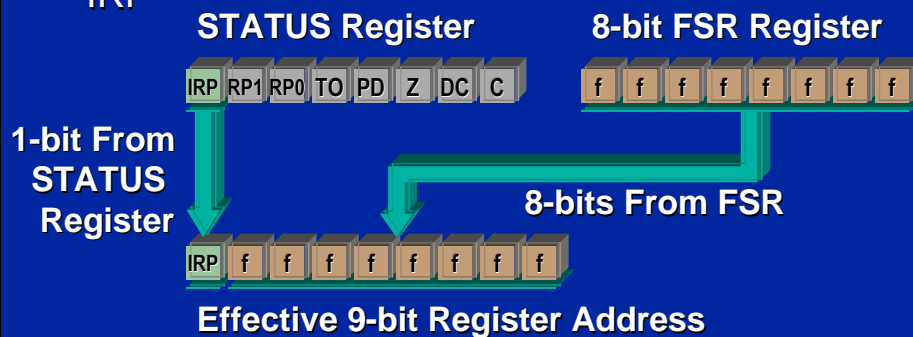 IRP
STATUS Register
8-bit FSR Register
IRP RP1 RP0 TO PD Z DC C
f f f f f f f f
1-bit From
STATUS
Register
8-bits From FSR
IRP f f f f f f f f
Effective 9-bit Register Address